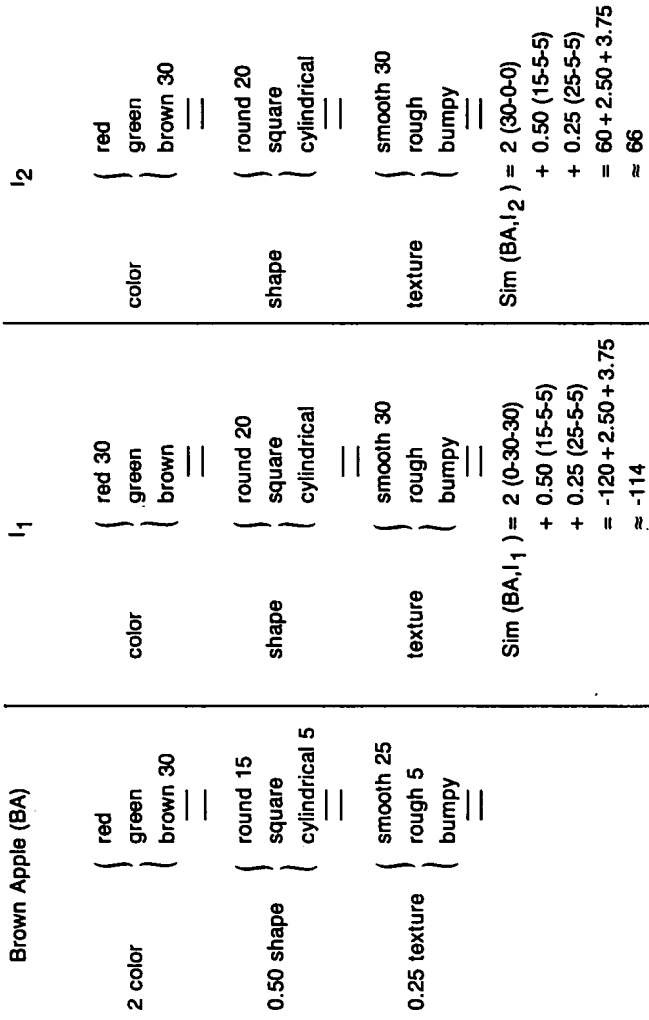 Brown Apple (BA)
2 color
red
green
brown 30
0.50 shape
round 15
square
cylindrical 5
0.25 texture
smooth 25
rough 5
bumpy
I1
color
red 30
green
brown
shape
round 20
square
cylindrical
texture
smooth 30
rough
bumpy
Sim (BA,I1) = 2 (0-30-30)
+ 0.50 (15-5-5)
+ 0.25 (25-5-5)
= -120+2.50+3.75
≈ -114
I2
color
red
green
brown 30
shape
round 20
square
cylindrical
texture
smooth 30
rough
bumpy
Sim (BA,I2) = 2 (30-0-0)
+ 0.50 (15-5-5)
+ 0.25 (25-5-5)
= 60+2.50+3.75
≈ 66